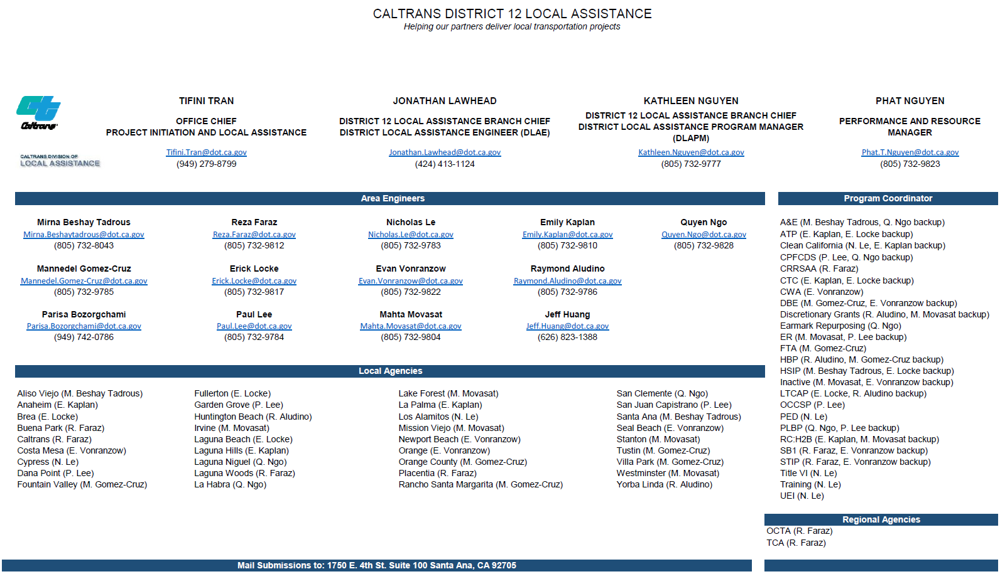 CALTRANS DISTRICT 12 LOCAL ASSISTANCE
Helping our partners deliver local transportation projects
Caltrans
CALTRANS DIVISION OF
LOCAL ASSISTANCE
TIFINI TRAN
OFFICE CHIEF
PROJECT INITIATION AND LOCAL ASSISTANCE
Tifini.Tran@dot.ca.gov
(949) 279-8799
JONATHAN LAWHEAD
DISTRICT 12 LOCAL ASSISTANCE BRANCH CHIEF
DISTRICT LOCAL ASSISTANCE ENGINEER (DLAE)
Jonathan.Lawhead@dot.ca.gov
(424) 413-1124
KATHLEEN NGUYEN
DISTRICT 12 LOCAL ASSISTANCE BRANCH CHIEF
DISTRICT LOCAL ASSISTANCE PROGRAM MANAGER
(DLAPM)
Kathleen.Nguyen@dot.ca.gov
(805) 732-9777
PHAT NGUYEN
PERFORMANCE AND RESOURCE
MANAGER
Phat.T.Nguyen@dot.ca.gov
(805) 732-9823
Area Engineers
Mirna Beshay Tadrous
Mirna.Beshaytadrous@dot.ca.gov
(805) 732-8043
Reza Faraz
Reza.Faraz@dot.ca.gov
(805) 732-9812
Nicholas Le
Nicholas.Le@dot.ca.gov
(805) 732-9783
Emily Kaplan
Emily.Kaplan@dot.ca.gov
(805) 732-9810
Quyen Ngo
Quyen.Ngo@dot.ca.gov
(805) 732-9828
Mannedel Gomez-Cruz
Mannedel.Gomez-Cruz@dot.ca.gov
(805) 732-9785
Erick Locke
Erick.Locke@dot.ca.gov
(805) 732-9817
Evan Vonranzow
Evan.Vonranzow@dot.ca.gov
(805) 732-9822
Raymond Aludino
Raymond.Aludino@dot.ca.gov
(805) 732-9786
Parisa Bozorgchami
Parisa.Bozorgchami@dot.ca.gov
(949) 742-0786
Paul Lee
Paul.Lee@dot.ca.gov
(805) 732-9784
Mahta Movasat
Mahta.Movasat@dot.ca.gov
(805) 732-9804
Jeff Huang
Jeff.Huang@dot.ca.gov
(626) 823-1388
Local Agencies
Aliso Viejo (M. Beshay Tadrous)
Anaheim (E. Kaplan)
Brea (E. Locke)
Buena Park (R. Faraz)
Caltrans (R. Faraz)
Costa Mesa (E. Vonranzow)
Cypress (N. Le)
Dana Point (P. Lee)
Fountain Valley (M. Gomez-Cruz)
Fullerton (E. Locke)
Garden Grove (P. Lee)
Huntington Beach (R. Aludino)
Irvine (M. Movasat)
Laguna Beach (E. Locke)
Laguna Hills (E. Kaplan)
Laguna Niguel (Q. Ngo)
Laguna Woods (R. Faraz)
La Habra (Q. Ngo)
Lake Forest (M. Movasat)
La Palma (E. Kaplan)
Los Alamitos (N. Le)
Mission Viejo (M. Movasat)
Newport Beach (E. Vonranzow)
Orange (E. Vonranzow)
Orange County (M. Gomez-Cruz)
Placentia (R. Faraz)
Rancho Santa Margarita (M. Gomez-Cruz)
San Clemente (Q. Ngo)
San Juan Capistrano (P. Lee)
Santa Ana (M. Beshay Tadrous)
Seal Beach (E. Vonranzow)
Stanton (M. Movasat)
Tustin (M. Gomez-Cruz)
Villa Park (M. Gomez-Cruz)
Westminster (M. Movasat)
Yorba Linda (R. Aludino)
Program Coordinator
A&E (M. Beshay Tadrous, Q. Ngo backup)
ATP (E. Kaplan, E. Locke backup)
Clean California (N. Le, E. Kaplan backup)
CPFCDS (P. Lee, Q. Ngo backup)
CRRSAA (R. Faraz)
CTC (E. Kaplan, E. Locke backup)
CWA (E. Vonranzow)
DBE (M. Gomez-Cruz, E. Vonranzow backup)
Discretionary Grants (R. Aludino, M. Movasat backup)
Earmark Repurposing (Q. Ngo)
ER (M. Movasat, P. Lee backup)
FTA (M. Gomez-Cruz)
HBP (R. Aludino, M. Gomez-Cruz backup)
HSIP (M. Beshay Tadrous, E. Locke backup)
Inactive (M. Movasat, E. Vonranzow backup)
LTCAP (E. Locke, R. Aludino backup)
OCCSP (P. Lee)
PED (N. Le)
PLBP (Q. Ngo, P. Lee backup)
RC:H2B (E. Kaplan, M. Movasat backup)
SB1 (R. Faraz, E. Vonranzow backup)
STIP (R. Faraz, E. Vonranzow backup)
Title VI (N. Le)
Training (N. Le)
UEI (N. Le)
Regional Agencies
OCTA (R. Faraz)
TCA (R. Faraz)
Mail Submissions to: 1750 E. 4th St. Suite 100 Santa Ana, CA 92705